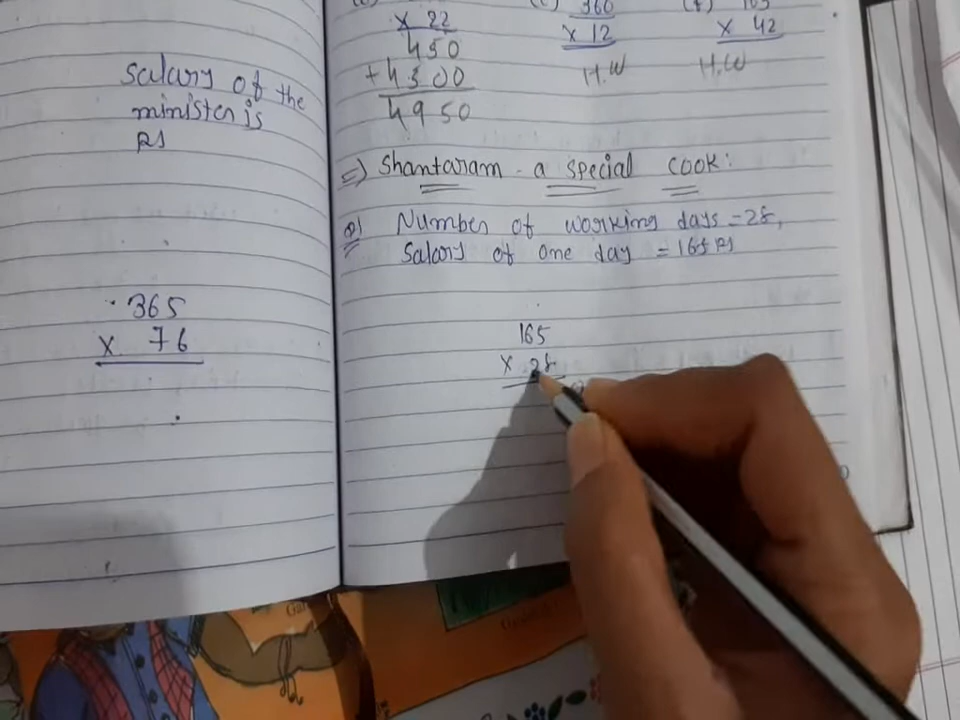 Salary of the
minister is
Rs
365
x 76
x 22
450
+4300
4950
360
x 12
H.W
x 42
H.W
5) Shantaram - a special cook:
Q) Number of working days = 28,
Salary of one day = 165 Rs
165
x 28